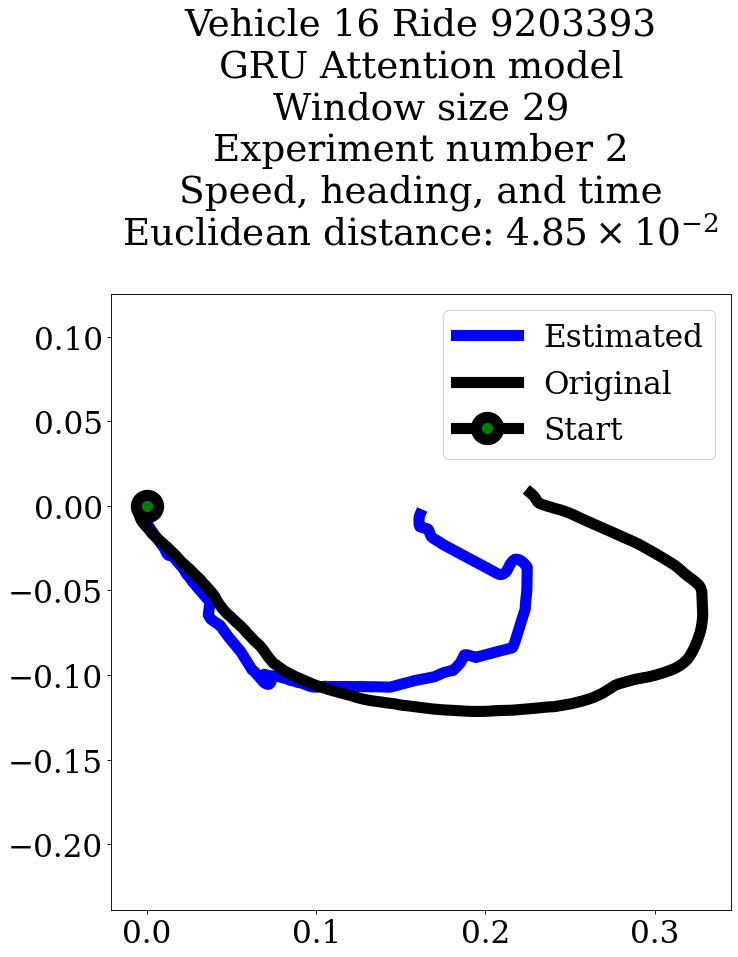 Vehicle 16 Ride 9203393
GRU Attention model
Window size 29
Experiment number 2
Speed, heading, and time
Euclidean distance: 4.85 × 10⁻²
Estimated
Original
Start
0.10
0.05
0.00
−0.05
−0.10
−0.15
−0.20
0.0 0.1 0.2 0.3